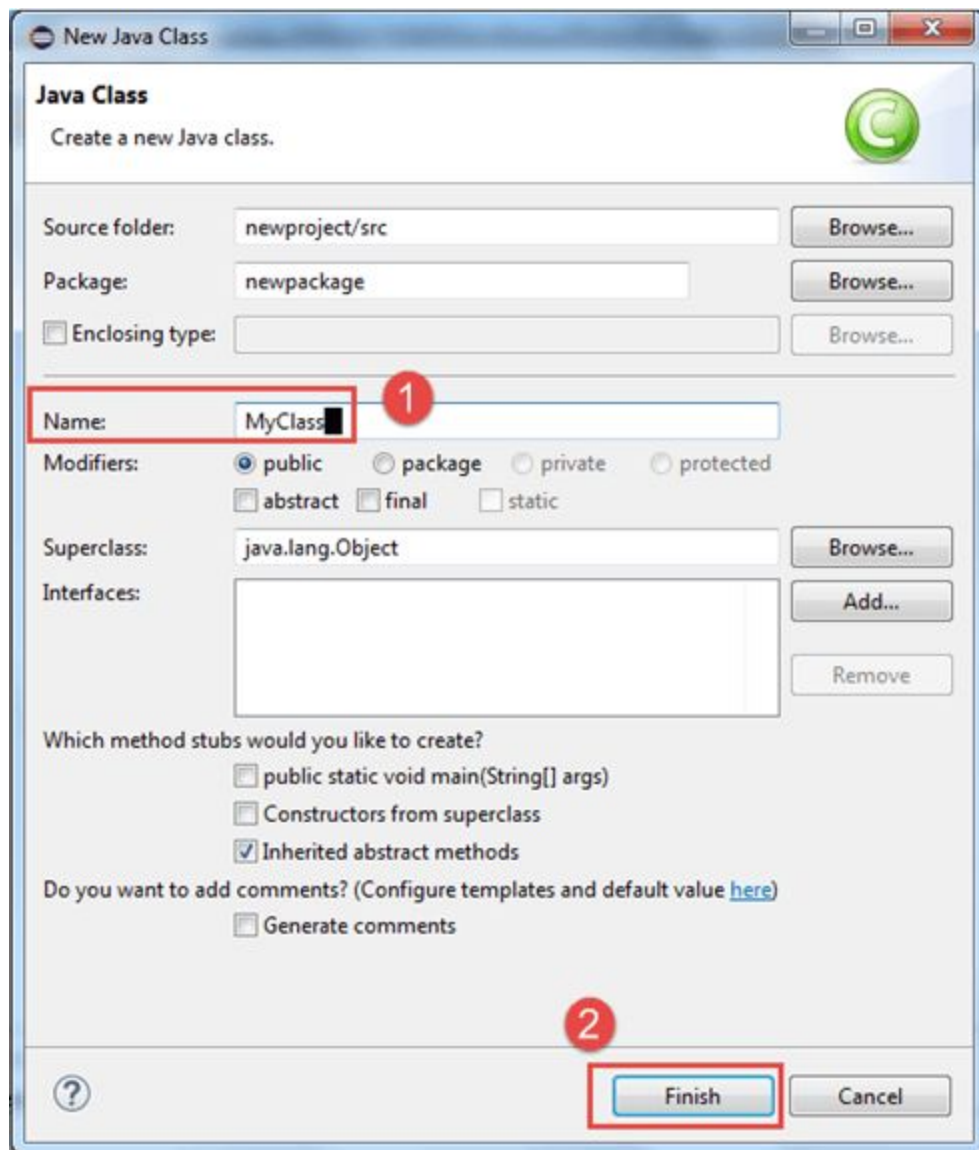 New Java Class
Java Class
Create a new Java class.
C
Source folder: newproject/src Browse...
Package: newpackage Browse...
Enclosing type: Browse...
1
Name: MyClass
Modifiers: public package private protected
abstract final static
Superclass: java.lang.Object Browse...
Interfaces: Add...
Remove
Which method stubs would you like to create?
public static void main(String[] args)
Constructors from superclass
Inherited abstract methods
Do you want to add comments? (Configure templates and default value here)
Generate comments
2
? Finish Cancel